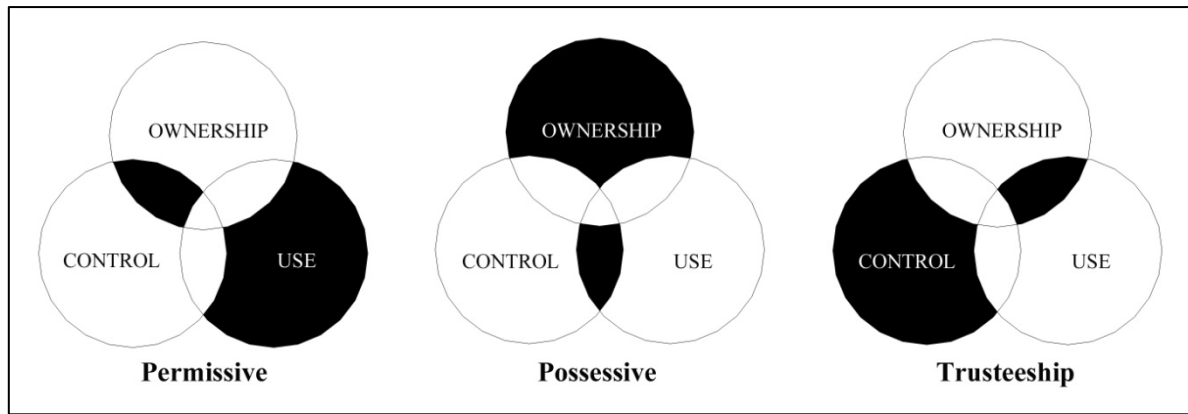 OWNERSHIP
CONTROL
USE
Permissive
OWNERSHIP
CONTROL
USE
Possessive
OWNERSHIP
CONTROL
USE
Trusteeship